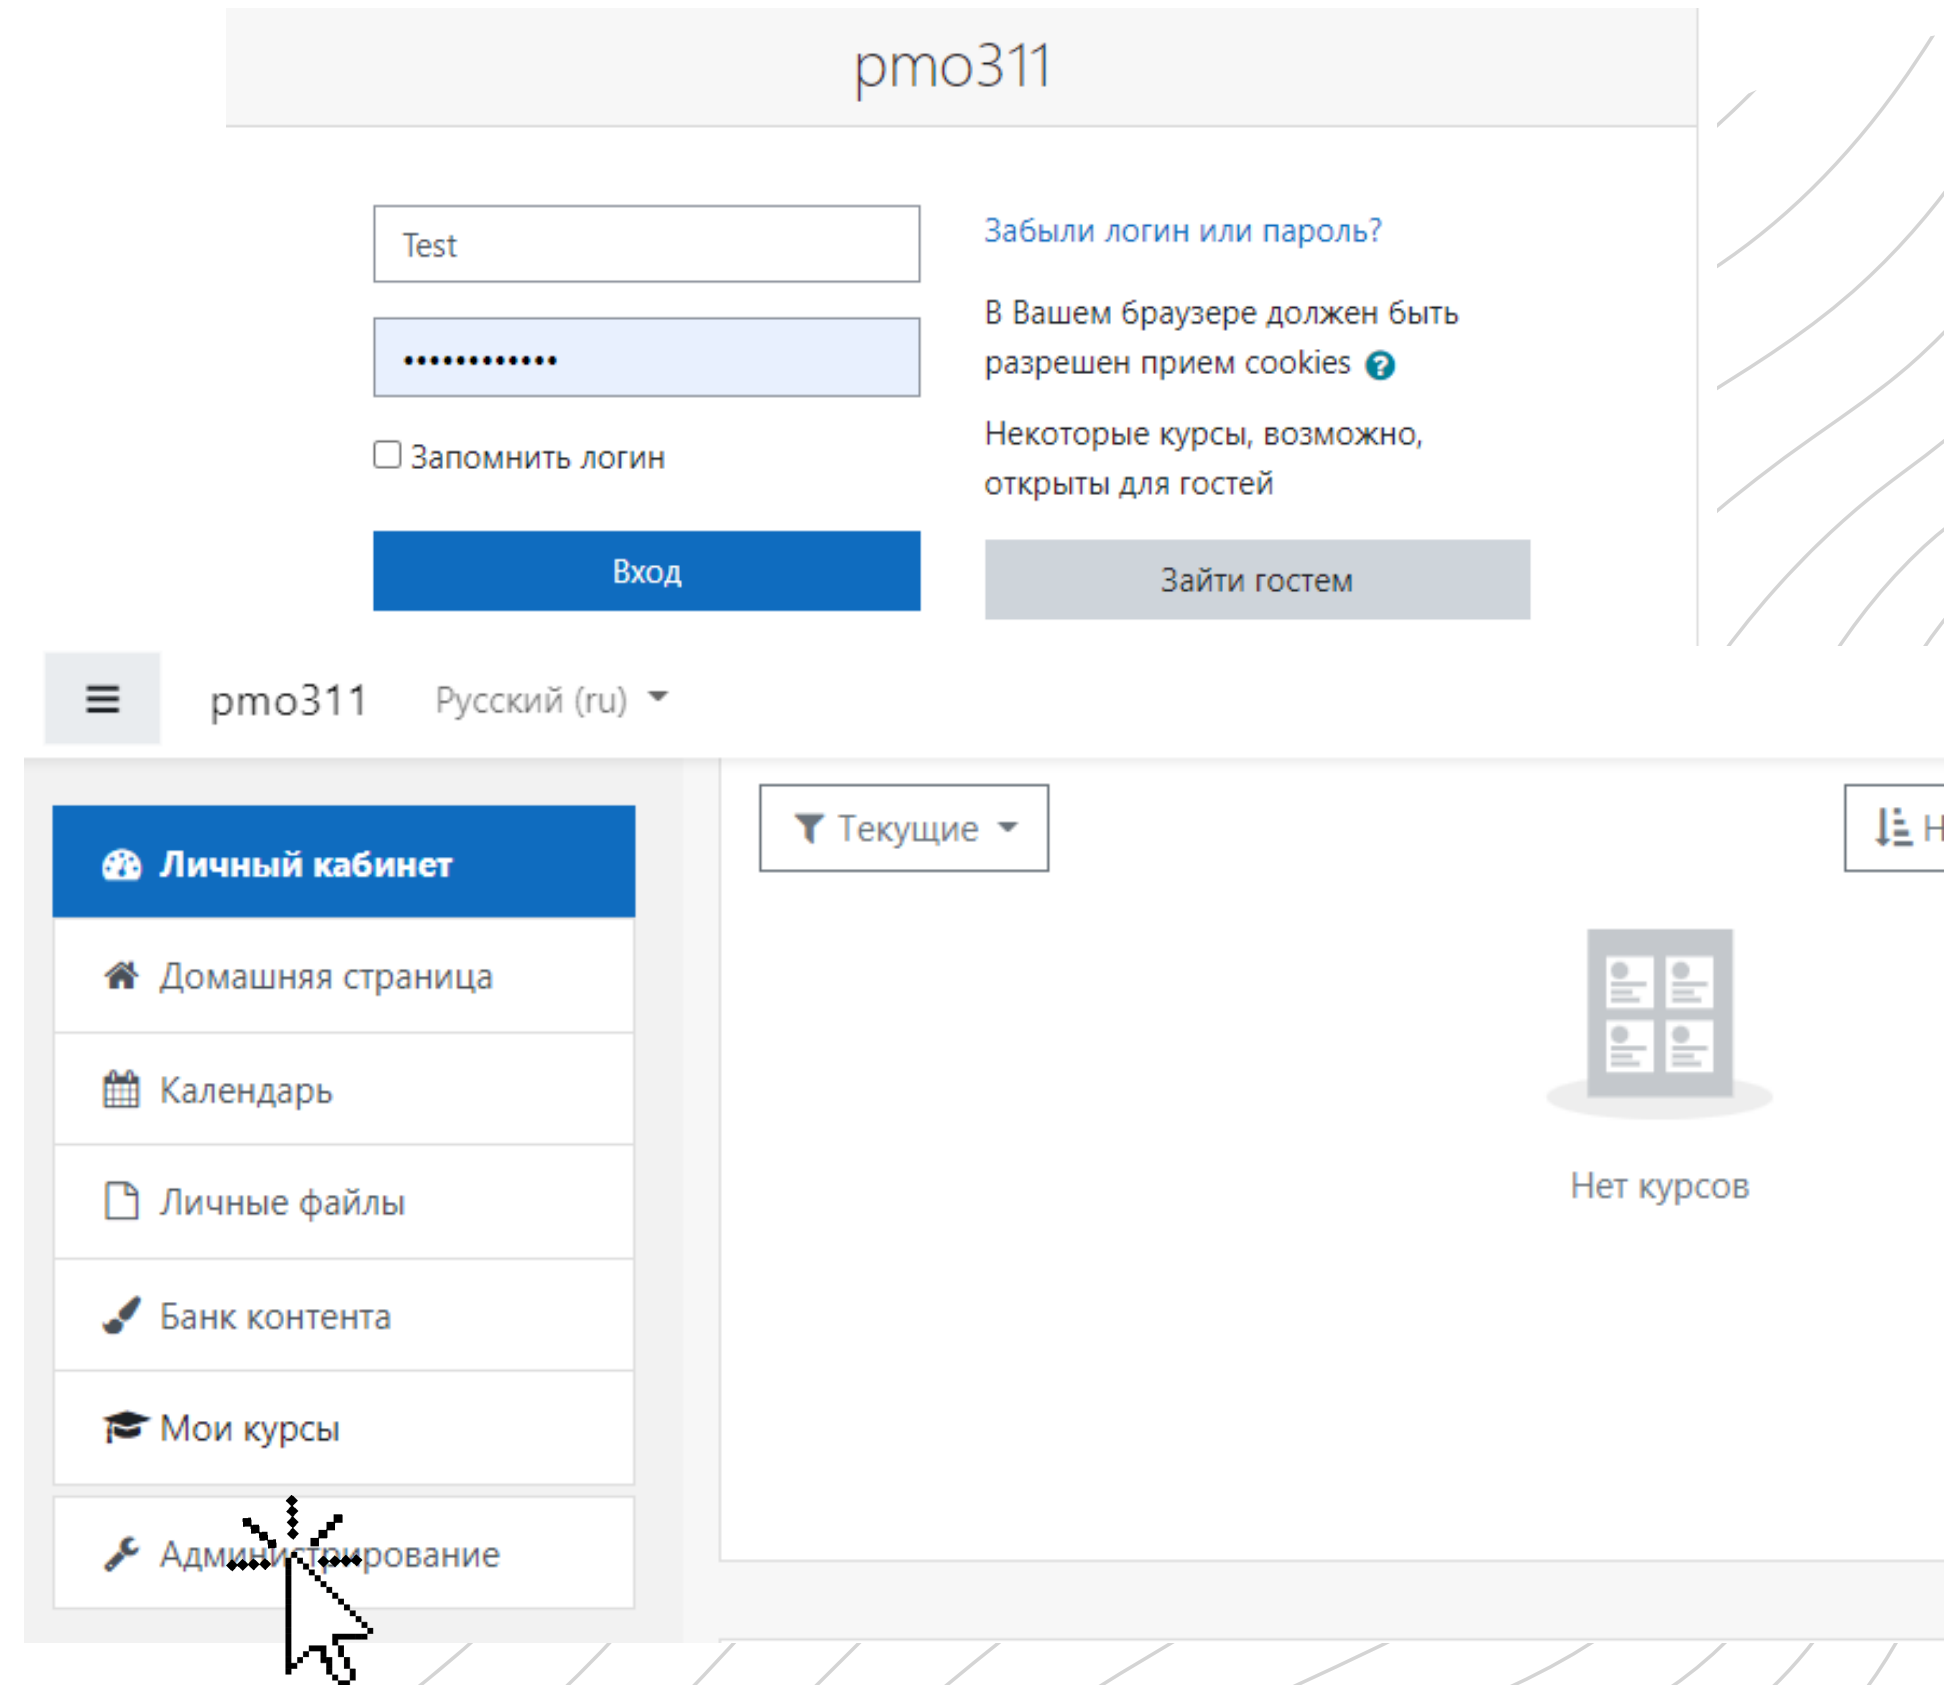 pmo311
Test
Забыли логин или пароль?
В Вашем браузере должен быть
разрешен прием cookies ?
Запомнить логин
Некоторые курсы, возможно,
открыты для гостей
Вход
Зайти гостем
pmo311 Русский (ru)
Текущие
Н
Личный кабинет
Домашняя страница
Календарь
Личные файлы
Банк контента
Мои курсы
Администрирование
Нет курсов